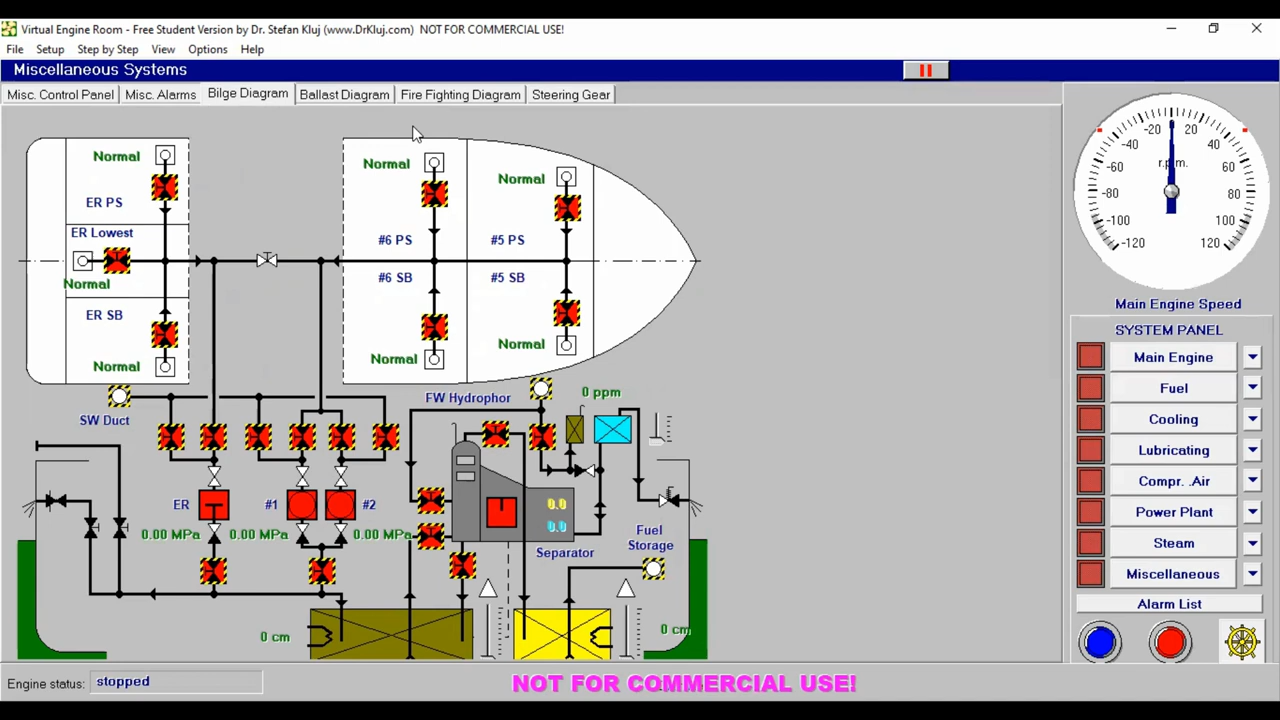 Virtual Engine Room - Free Student Version by Dr. Stefan Kluj (www.DrKluj.com)   NOT FOR COMMERCIAL USE!
File Setup Step by Step View Options Help
Miscellaneous Systems
Misc. Control Panel Misc. Alarms Bilge Diagram Ballast Diagram Fire Fighting Diagram Steering Gear
Normal
ER PS
ER Lowest
Normal
ER SB
Normal
Normal
Normal
#6 PS
#5 PS
#6 SB
#5 SB
Normal
Normal
SW Duct
FW Hydrophor
0 ppm
ER
#1
#2
0.00 MPa
0.00 MPa
0.00 MPa
0.0
0.0
Separator
Fuel
Storage
0 cm
0 cm
-20 20
-40 40
r.p.m.
-60 60
-80 80
-100 100
-120 120
Main Engine Speed
SYSTEM PANEL
Main Engine
Fuel
Cooling
Lubricating
Compr. .Air
Power Plant
Steam
Miscellaneous
Alarm List
Engine status: stopped
NOT FOR COMMERCIAL USE!